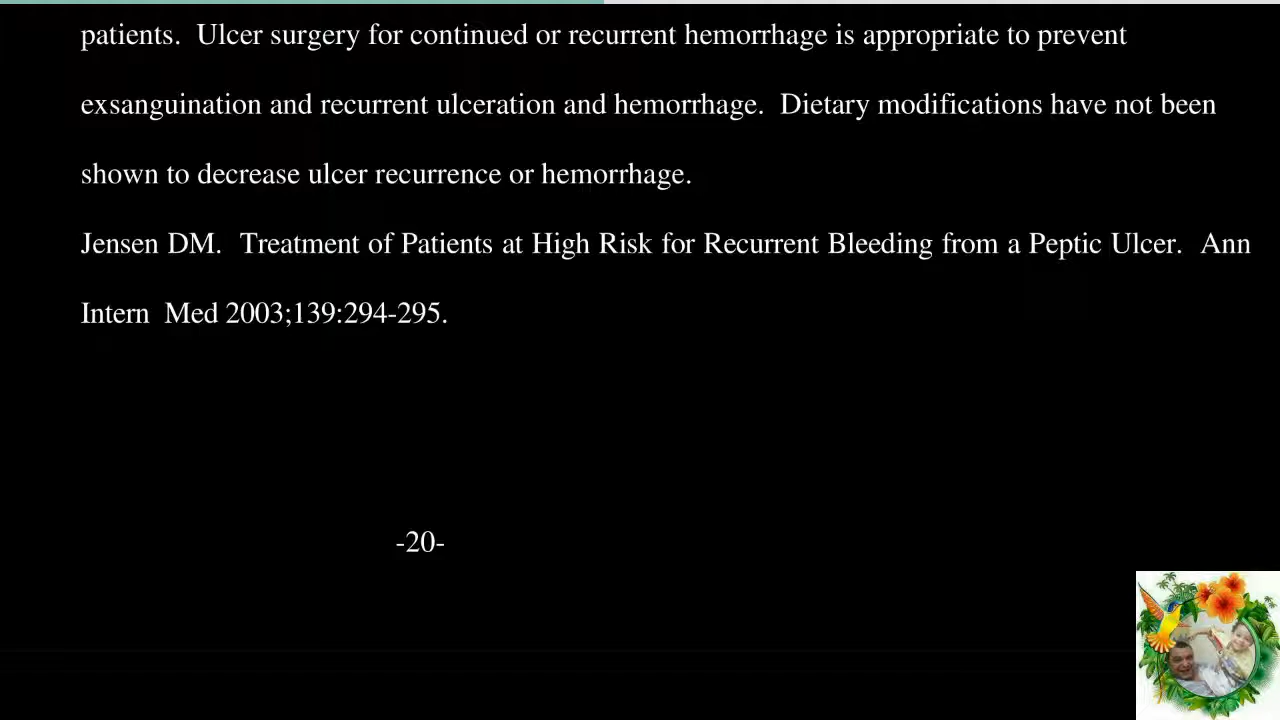 patients.  Ulcer surgery for continued or recurrent hemorrhage is appropriate to prevent
exsanguination and recurrent ulceration and hemorrhage.  Dietary modifications have not been
shown to decrease ulcer recurrence or hemorrhage.
Jensen DM.  Treatment of Patients at High Risk for Recurrent Bleeding from a Peptic Ulcer.  Ann
Intern  Med 2003;139:294-295.
-20-